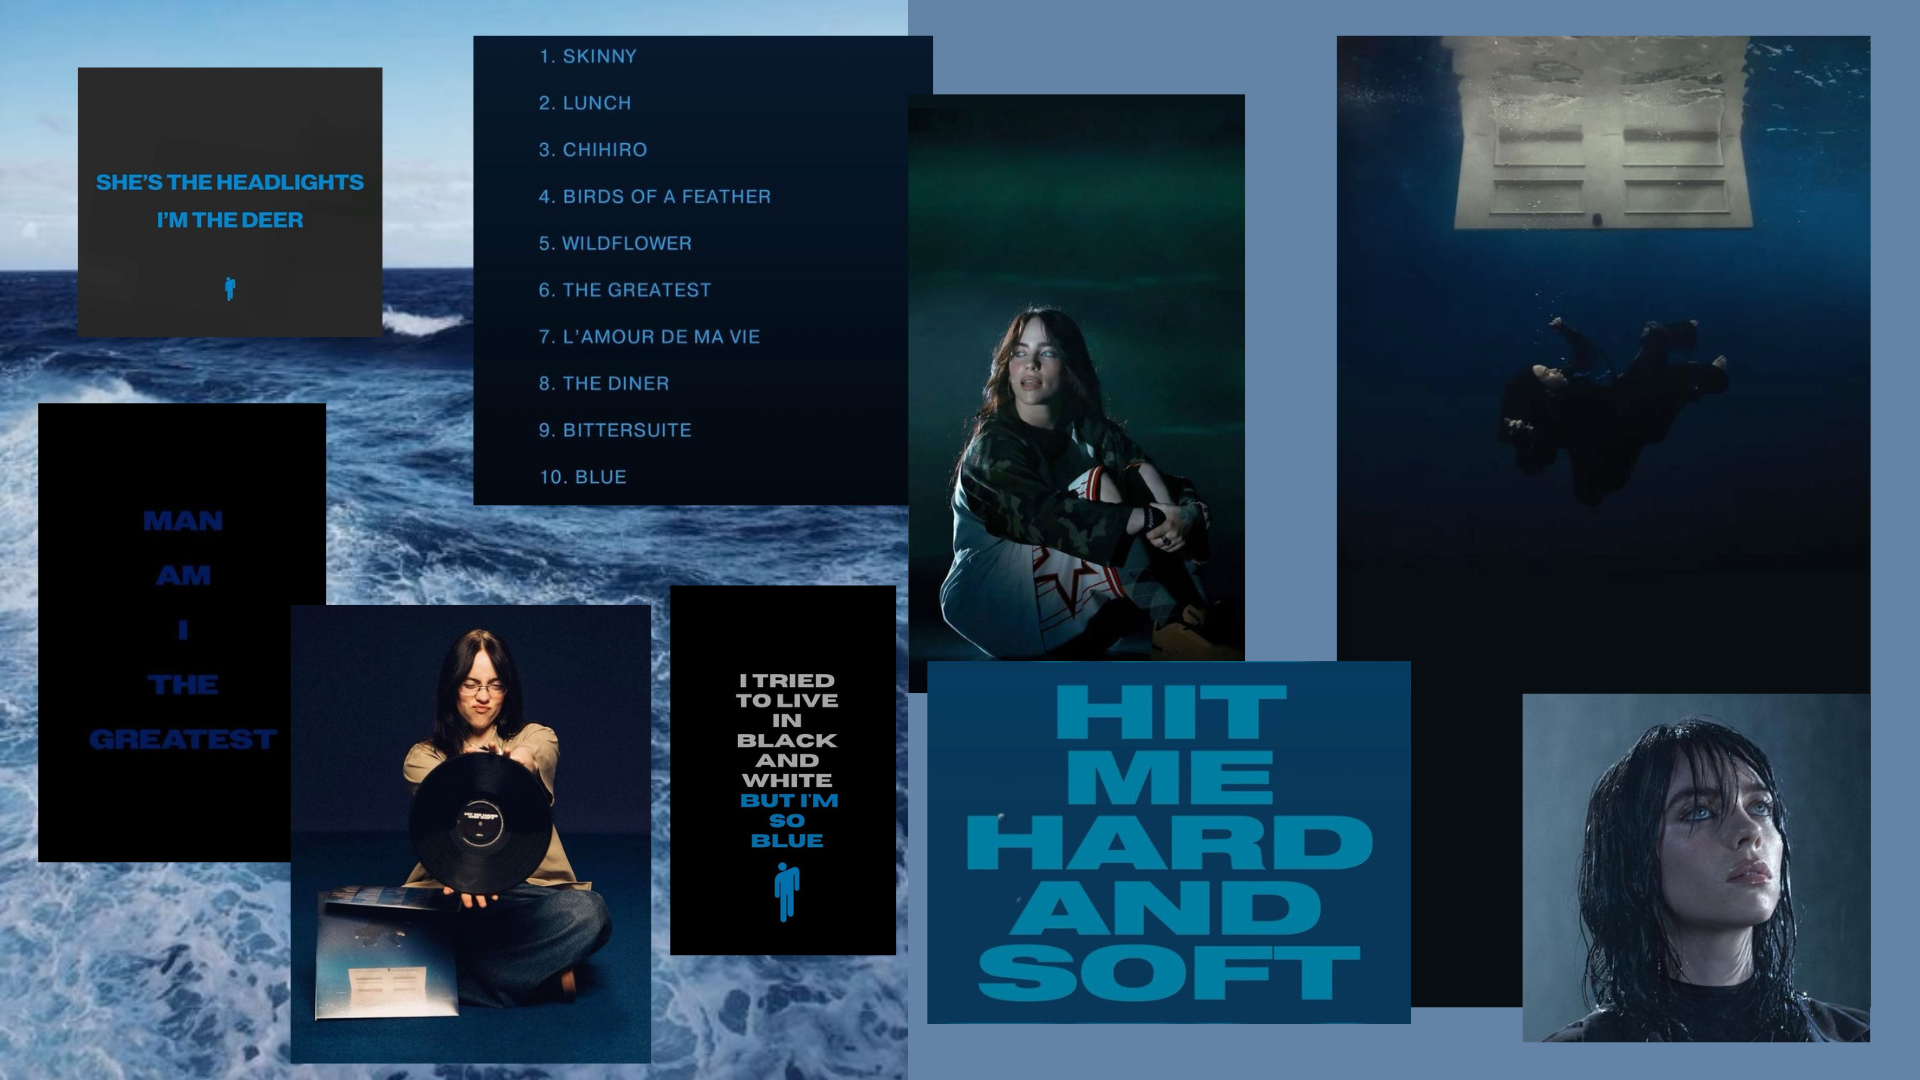 SHE'S THE HEADLIGHTS
I'M THE DEER
1. SKINNY
2. LUNCH
3. CHIHIRO
4. BIRDS OF A FEATHER
5. WILDFLOWER
6. THE GREATEST
7. L'AMOUR DE MA VIE
8. THE DINER
9. BITTERSUITE
10. BLUE
MAN
AM
I
THE
GREATEST
I TRIED
TO LIVE
IN
BLACK
AND
WHITE
BUT I'M
SO
BLUE
HIT
ME
HARD
AND
SOFT